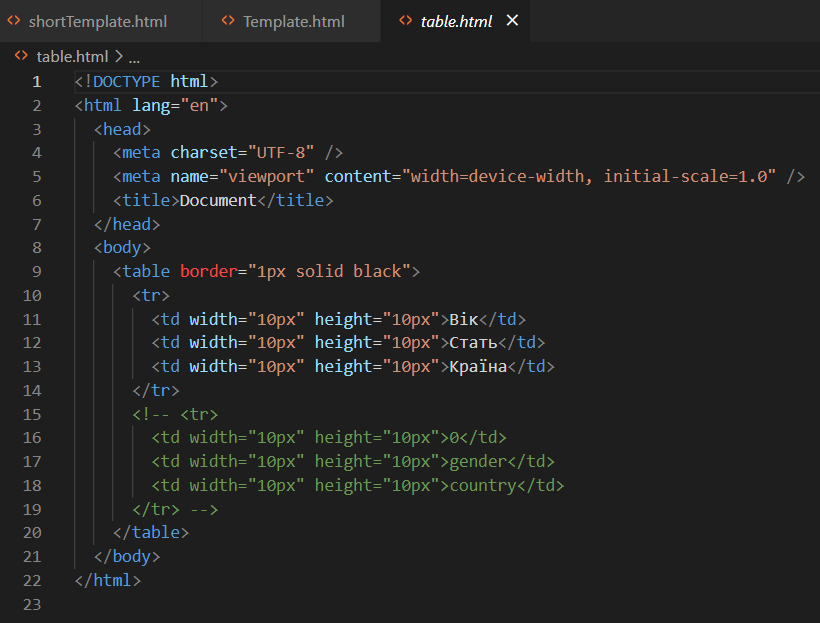 shortTemplate.html Template.html table.html
table.html > ...
1 <!DOCTYPE html>
2 <html lang="en">
3 <head>
4 <meta charset="UTF-8" />
5 <meta name="viewport" content="width=device-width, initial-scale=1.0" />
6 <title>Document</title>
7 </head>
8 <body>
9 <table border="1px solid black">
10 <tr>
11 <td width="10px" height="10px">Вік</td>
12 <td width="10px" height="10px">Стать</td>
13 <td width="10px" height="10px">Країна</td>
14 </tr>
15 <!-- <tr>
16 <td width="10px" height="10px">0</td>
17 <td width="10px" height="10px">gender</td>
18 <td width="10px" height="10px">country</td>
19 </tr> -->
20 </table>
21 </body>
22 </html>
23